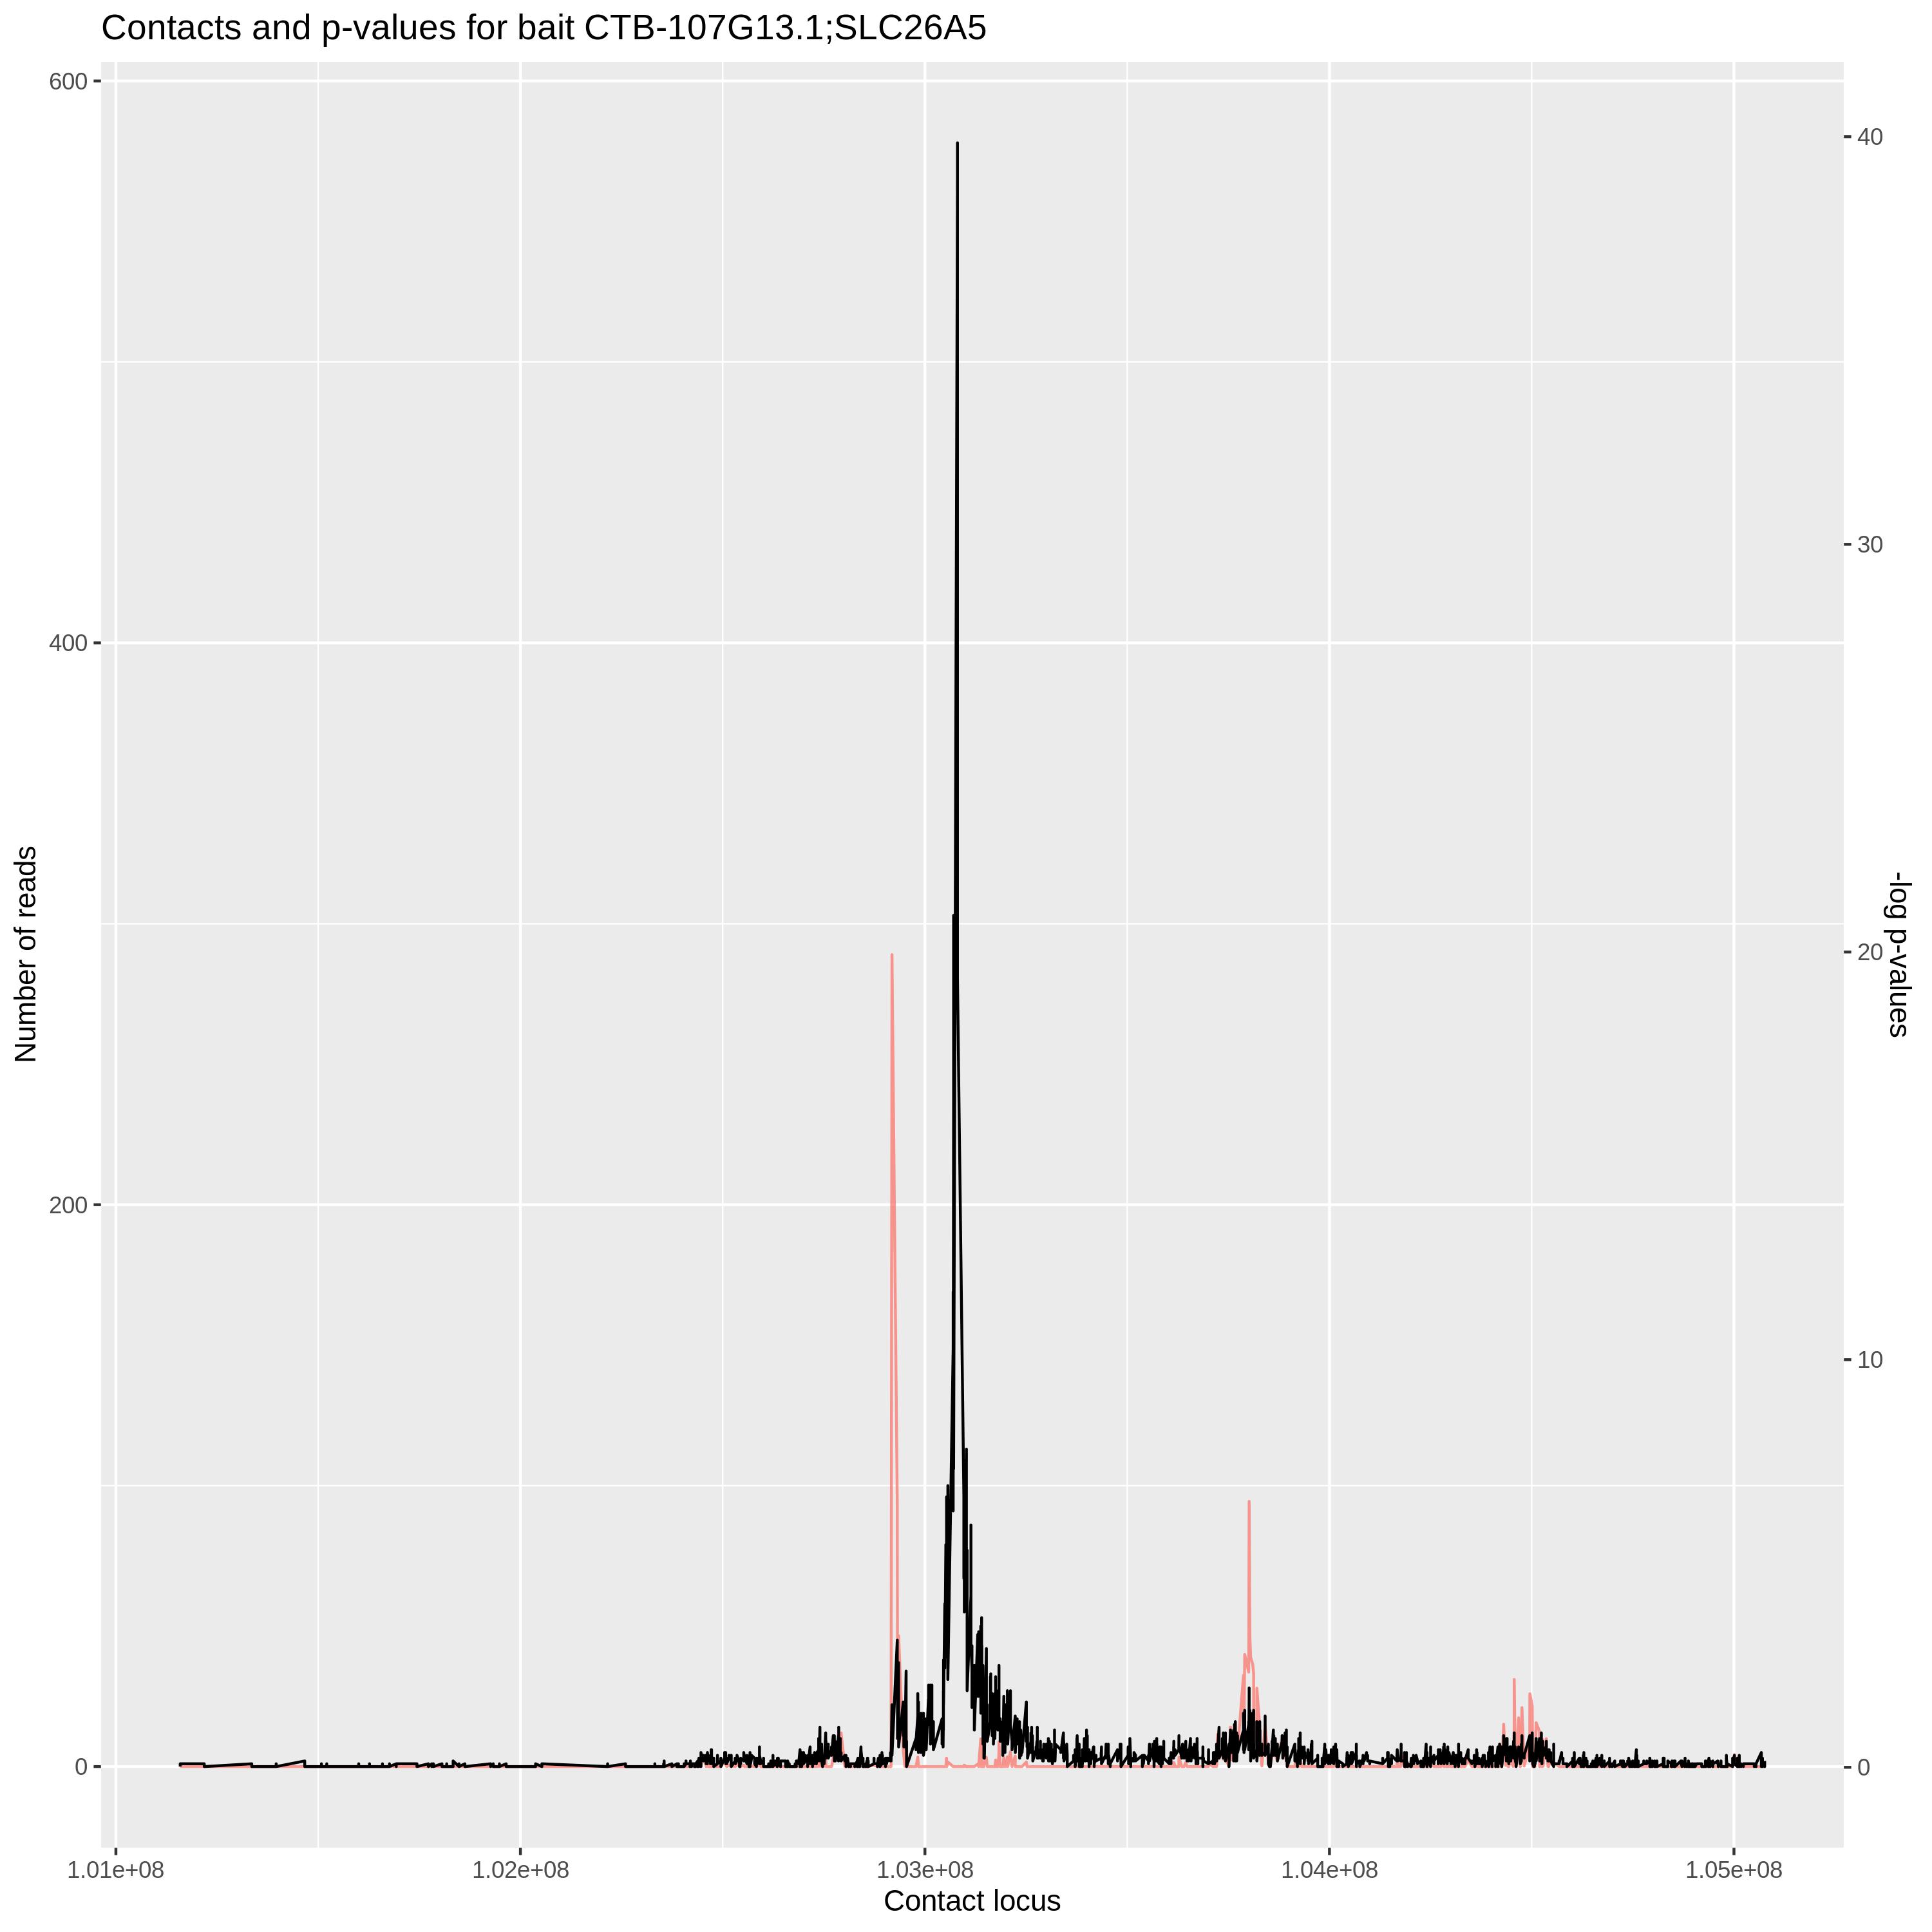 Contacts and p-values for bait CTB-107G13.1;SLC26A5
600
400
200
0
Number of reads
40
30
20
10
0
-log p-values
1.01e+08
1.02e+08
1.03e+08
1.04e+08
1.05e+08
Contact locus